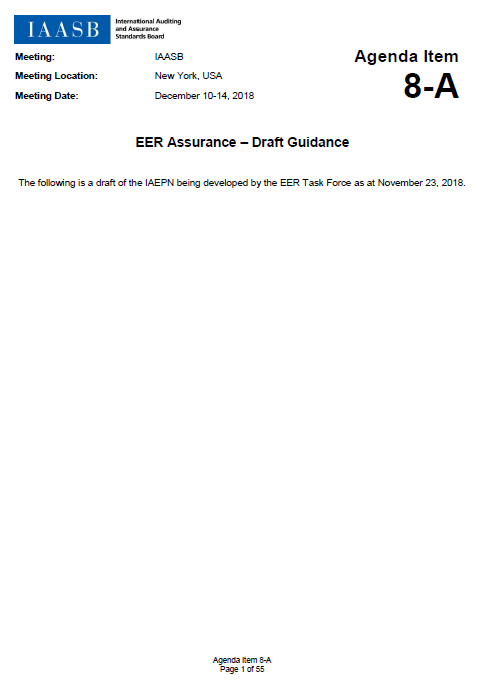 IAASB
International Auditing
and Assurance
Standards Board
Meeting: IAASB
Meeting Location: New York, USA
Meeting Date: December 10-14, 2018
Agenda Item
8-A
EER Assurance – Draft Guidance
The following is a draft of the IAEPN being developed by the EER Task Force as at November 23, 2018.
Agenda Item 8-A
Page 1 of 55